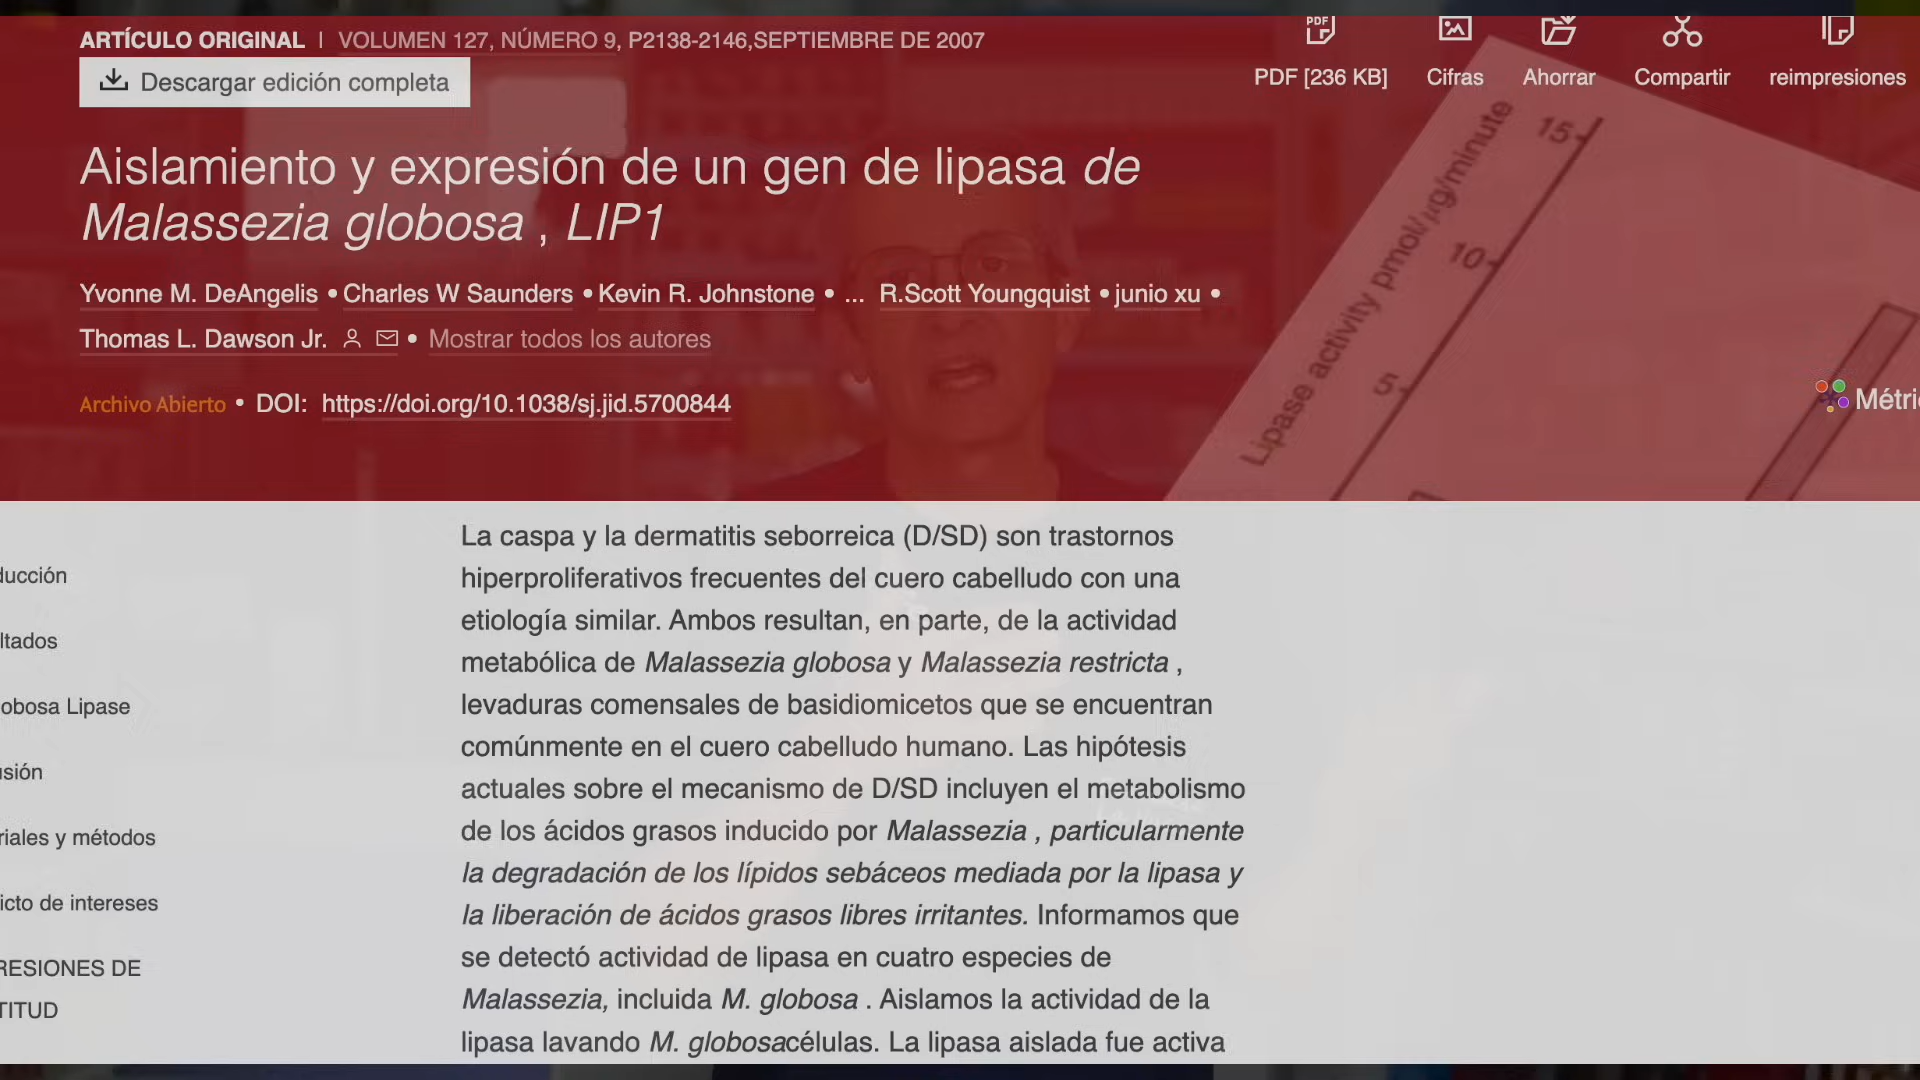 ARTÍCULO ORIGINAL | VOLUMEN 127, NÚMERO 9, P2138-2146,SEPTIEMBRE DE 2007
Descargar edición completa
PDF [236 KB]
Cifras
Ahorrar
Compartir
reimpresiones
Aislamiento y expresión de un gen de lipasa de
Malassezia globosa , LIP1
Yvonne M. DeAngelis • Charles W Saunders • Kevin R. Johnstone • ... R.Scott Youngquist • junio xu •
Thomas L. Dawson Jr. • Mostrar todos los autores
Archivo Abierto • DOI: https://doi.org/10.1038/sj.jid.5700844
Lipase activity pmol/µg/minute
15
10
5
Métri
ducción
ltados
obosa Lipase
usión
riales y métodos
icto de intereses
RESIONES DE
TITUD
La caspa y la dermatitis seborreica (D/SD) son trastornos
hiperproliferativos frecuentes del cuero cabelludo con una
etiología similar. Ambos resultan, en parte, de la actividad
metabólica de Malassezia globosa y Malassezia restricta ,
levaduras comensales de basidiomicetos que se encuentran
comúnmente en el cuero cabelludo humano. Las hipótesis
actuales sobre el mecanismo de D/SD incluyen el metabolismo
de los ácidos grasos inducido por Malassezia , particularmente
la degradación de los lípidos sebáceos mediada por la lipasa y
la liberación de ácidos grasos libres irritantes. Informamos que
se detectó actividad de lipasa en cuatro especies de
Malassezia, incluida M. globosa . Aislamos la actividad de la
lipasa lavando M. globosacélulas. La lipasa aislada fue activa